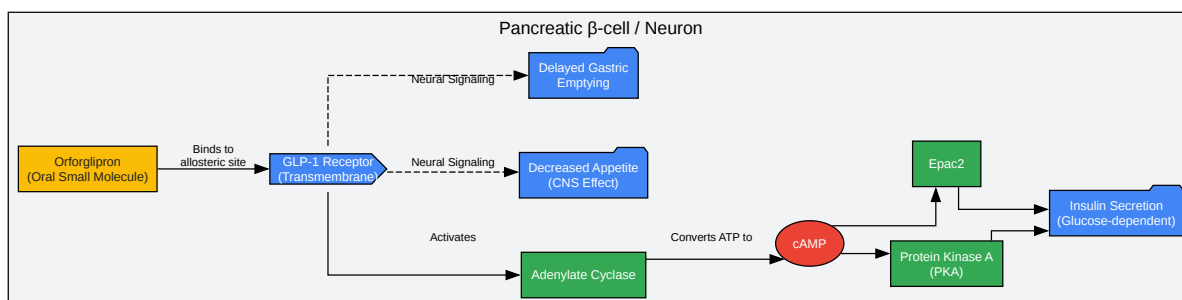 Pancreatic β-cell / Neuron
Delayed Gastric
Emptying
Neural Signaling
Orforglipron
(Oral Small Molecule)
Binds to
allosteric site
GLP-1 Receptor
(Transmembrane)
Neural Signaling
Decreased Appetite
(CNS Effect)
Epac2
Insulin Secretion
(Glucose-dependent)
Activates
Converts ATP to
cAMP
Adenylate Cyclase
Protein Kinase A
(PKA)